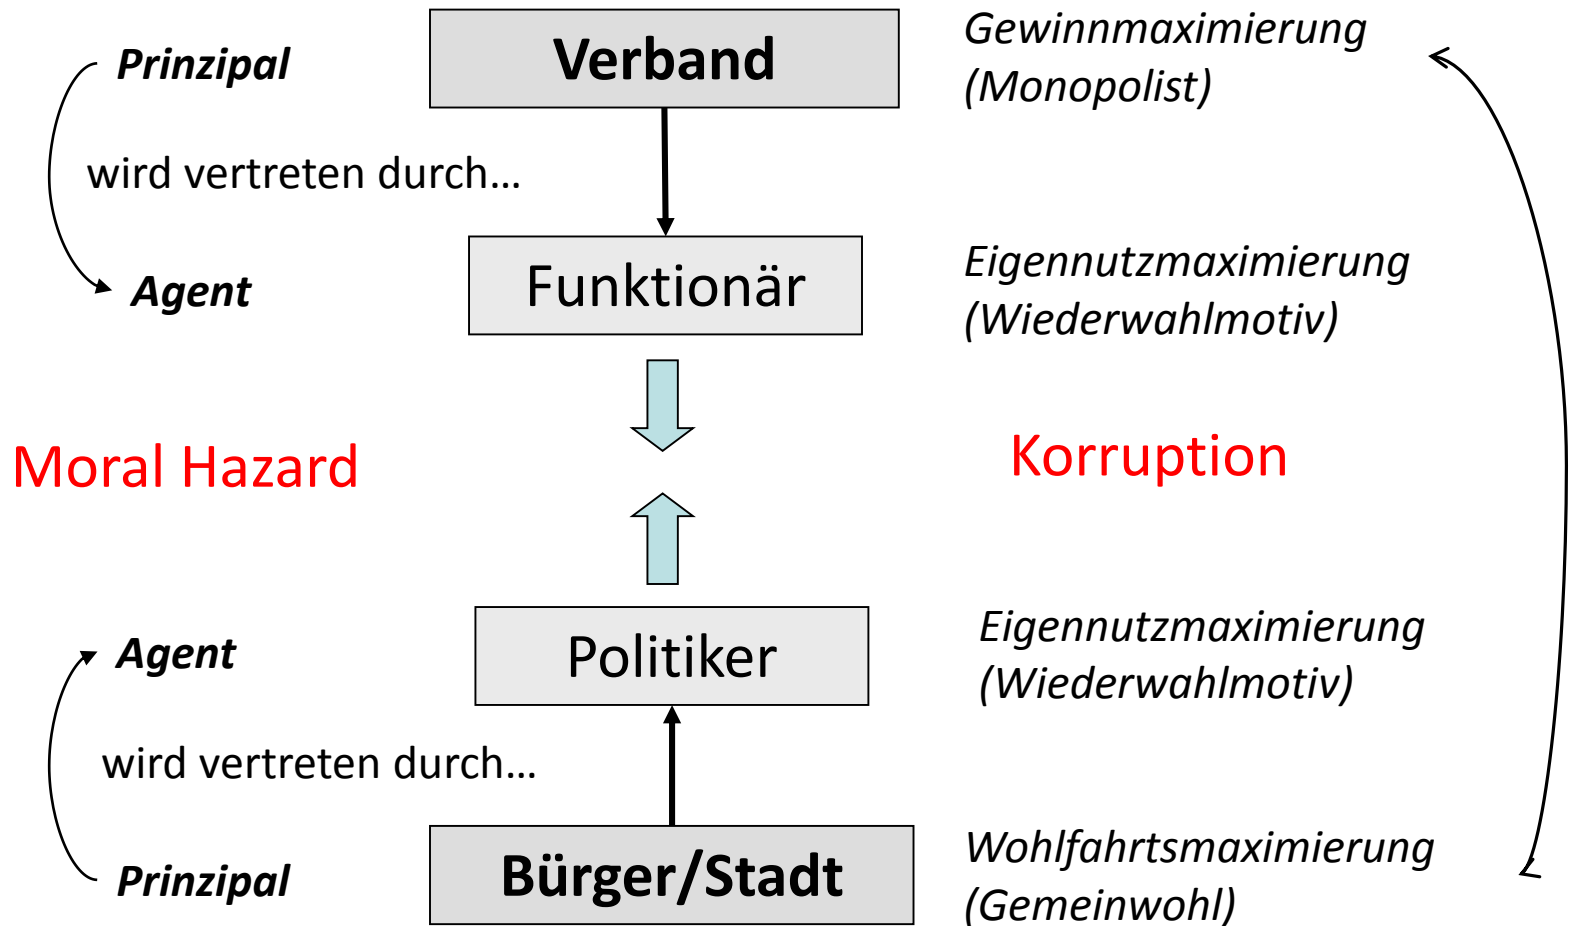 Prinzipal
Verband
Gewinnmaximierung
(Monopolist)
wird vertreten durch…
Agent
Funktionär
Eigennutzmaximierung
(Wiederwahlmotiv)
Moral Hazard
Korruption
Agent
Politiker
Eigennutzmaximierung
(Wiederwahlmotiv)
wird vertreten durch…
Prinzipal
Bürger/Stadt
Wohlfahrtsmaximierung
(Gemeinwohl)